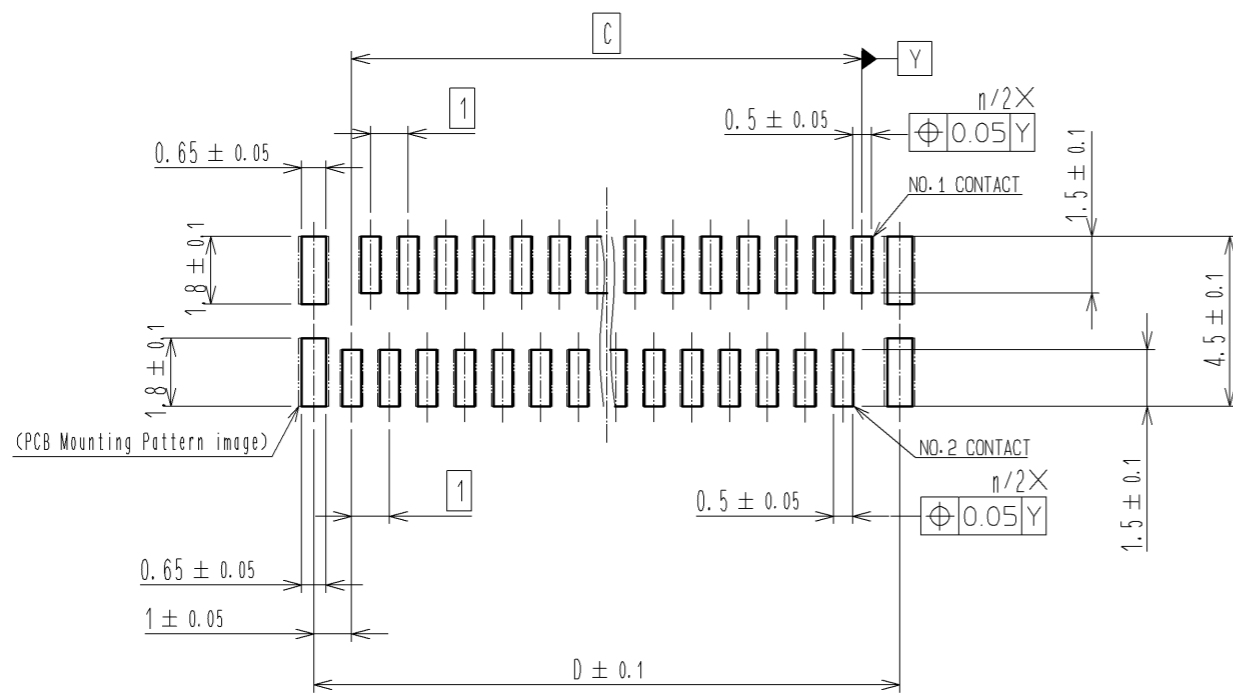 C
Y
1
n/2X
0.5 ± 0.05
⌖ 0.05 Y
0.65 ± 0.05
1.5 ± 0.1
NO.1 CONTACT
1.8 ± 0.1
4.5 ± 0.1
1.8 ± 0.1
(PCB Mounting Pattern image)
NO.2 CONTACT
1
n/2X
0.5 ± 0.05
⌖ 0.05 Y
1.5 ± 0.1
0.65 ± 0.05
1 ± 0.05
D ± 0.1